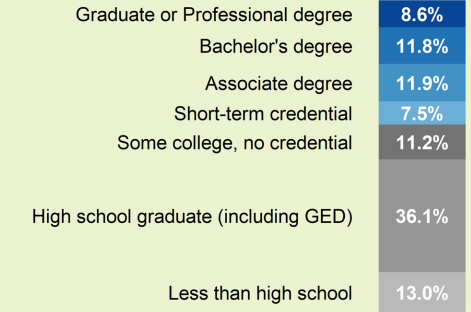 Graduate or Professional degree 8.6%
Bachelor's degree 11.8%
Associate degree 11.9%
Short-term credential 7.5%
Some college, no credential 11.2%
High school graduate (including GED) 36.1%
Less than high school 13.0%